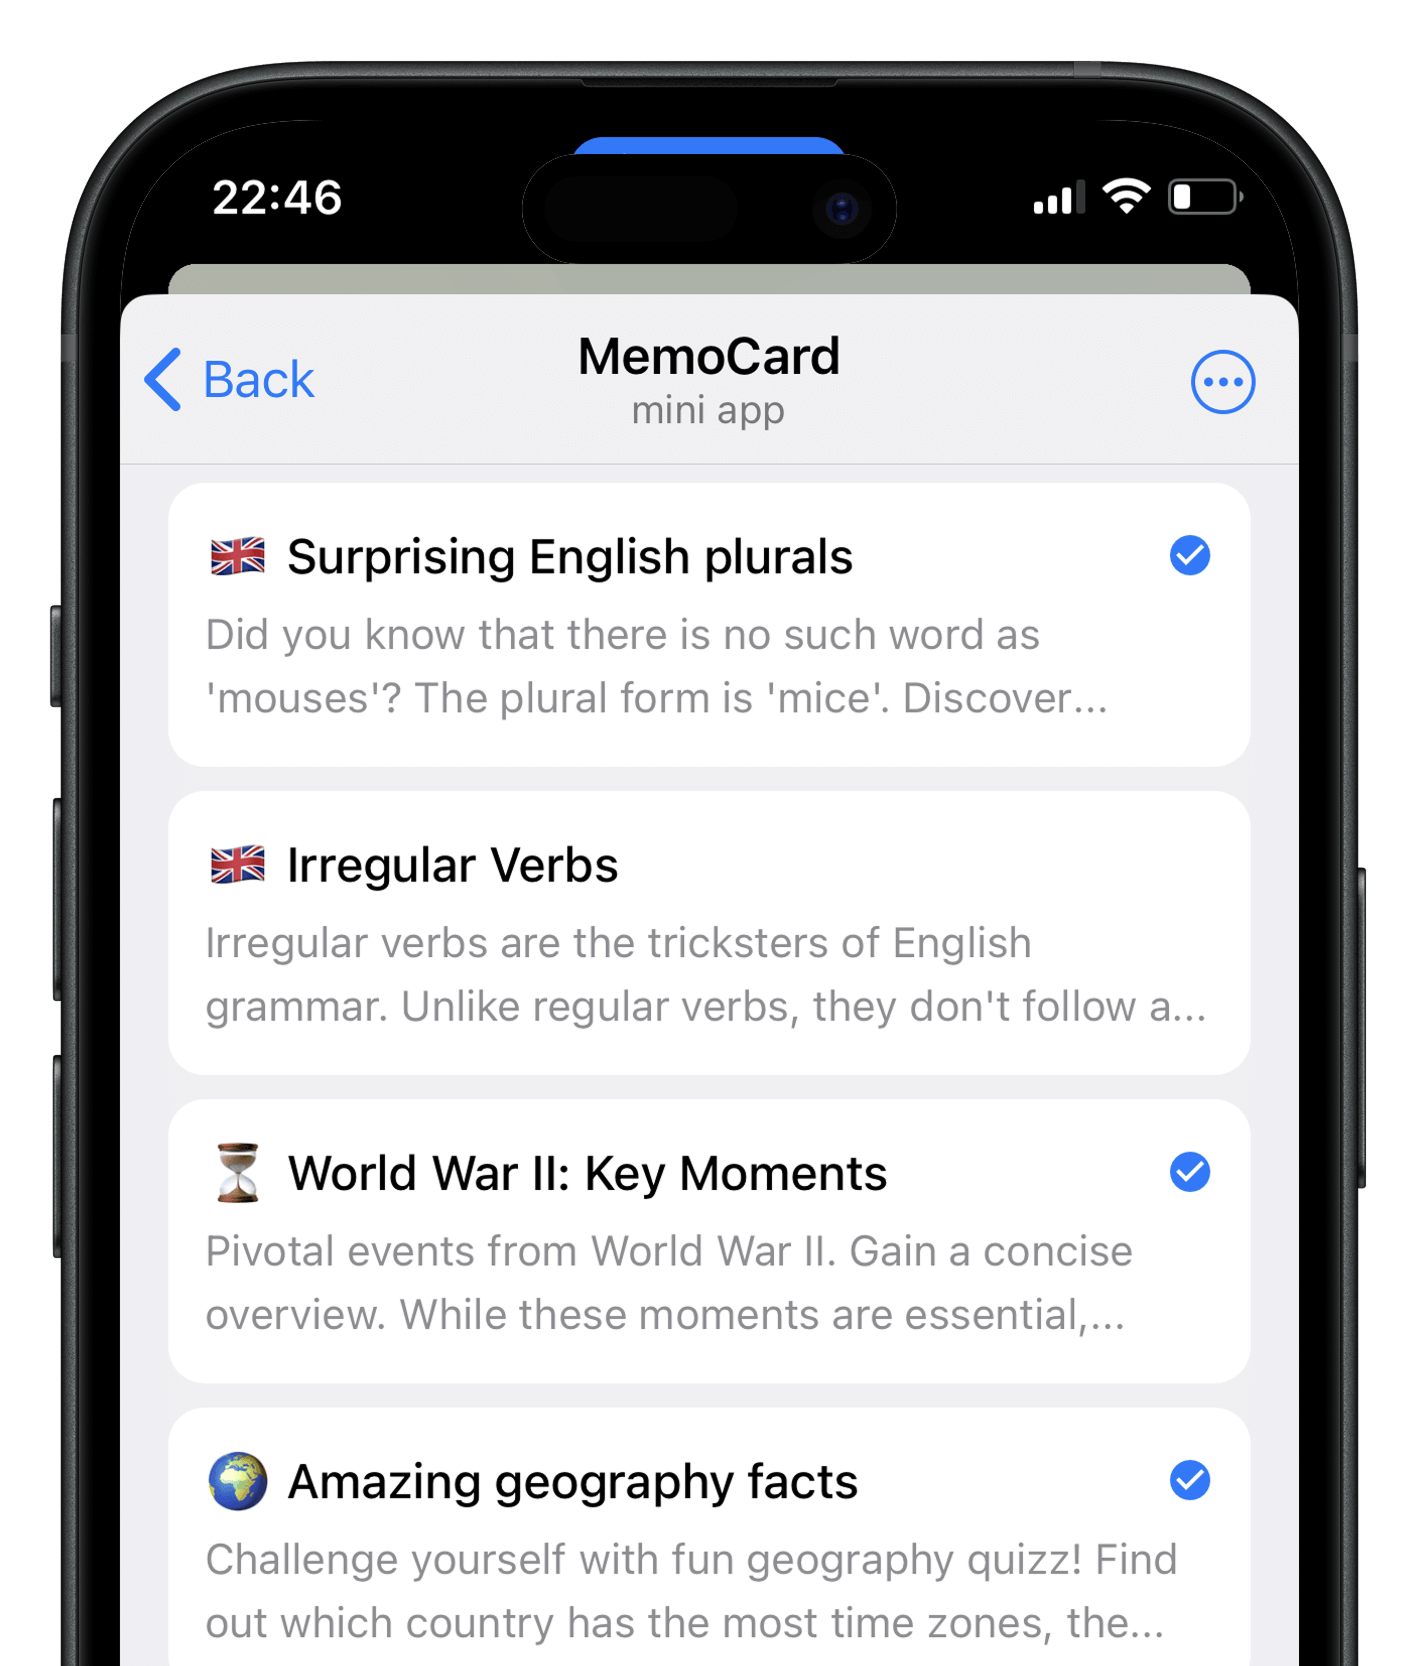 22:46
Back
MemoCard
mini app
Surprising English plurals
Did you know that there is no such word as
'mouses'? The plural form is 'mice'. Discover...
Irregular Verbs
Irregular verbs are the tricksters of English
grammar. Unlike regular verbs, they don't follow a...
World War II: Key Moments
Pivotal events from World War II. Gain a concise
overview. While these moments are essential,...
Amazing geography facts
Challenge yourself with fun geography quizz! Find
out which country has the most time zones, the...